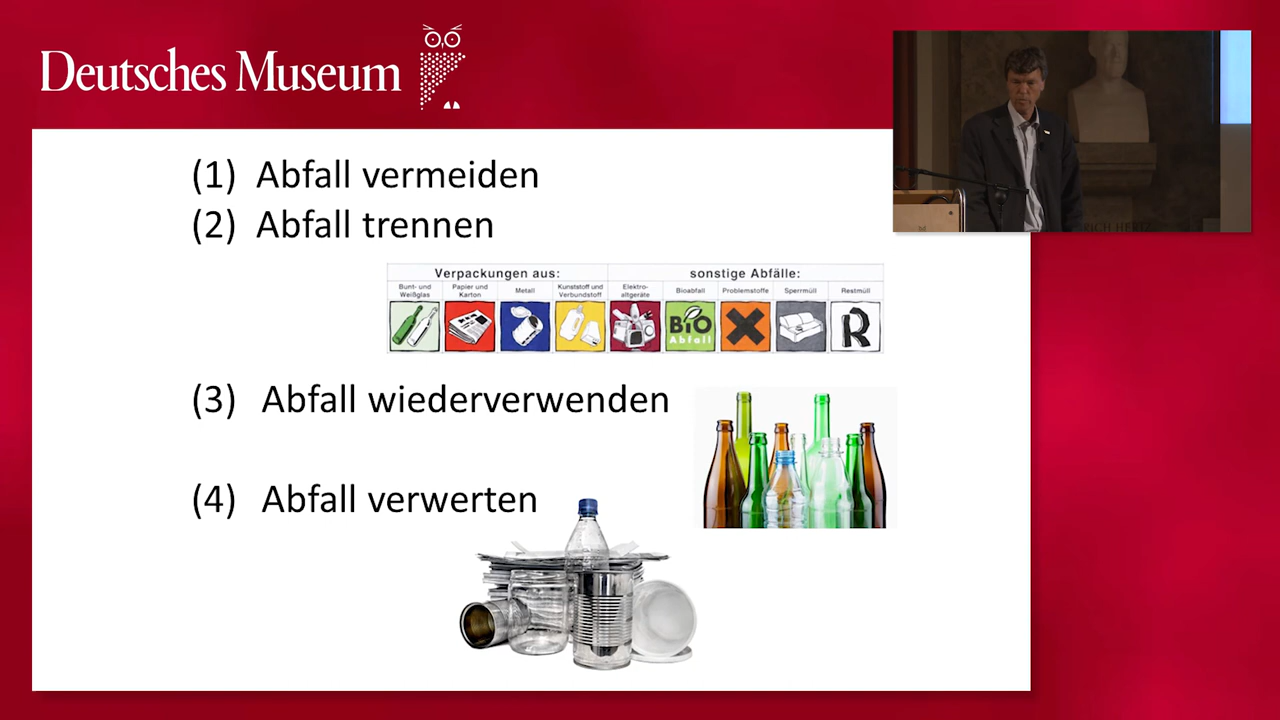 Deutsches Museum
(1) Abfall vermeiden
(2) Abfall trennen
Verpackungen aus: sonstige Abfälle:
Bunt- und Weißglas
Papier und Karton
Metall
Kunststoff und Verbundstoff
Elektro-altgeräte
Bioabfall
Problemstoffe
Sperrmüll
Restmüll
BiO
Abfall
R
(3) Abfall wiederverwenden
(4) Abfall verwerten